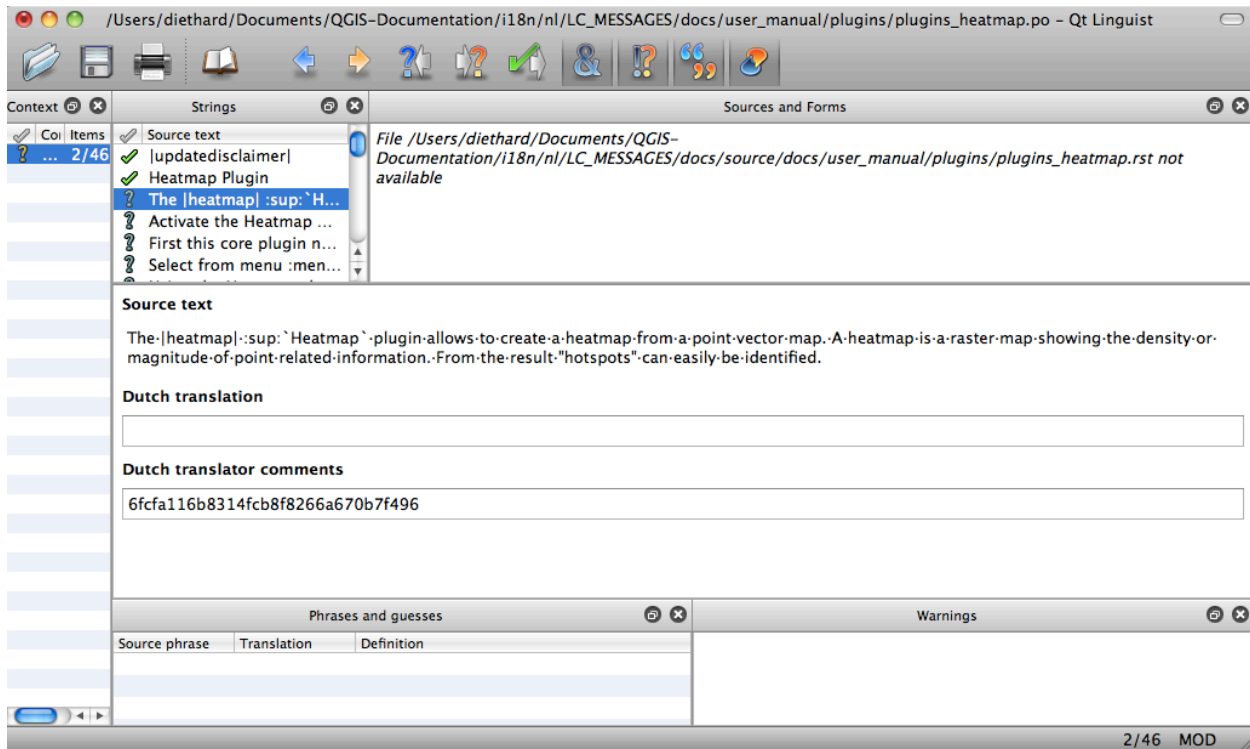 /Users/diethard/Documents/QGIS-Documentation/i18n/nl/LC_MESSAGES/docs/user_manual/plugins/plugins_heatmap.po - Qt Linguist
Context
Strings
Sources and Forms
Items
Source text
... 2/46
|updatedisclaimer|
Heatmap Plugin
The |heatmap| :sup:`H...
Activate the Heatmap ...
First this core plugin n...
Select from menu :men...
File /Users/diethard/Documents/QGIS-
Documentation/i18n/nl/LC_MESSAGES/docs/source/docs/user_manual/plugins/plugins_heatmap.rst not
available
Source text
The·|heatmap|·:sup:`Heatmap`·plugin·allows·to·create·a·heatmap·from·a·point·vector·map.·A·heatmap·is·a·raster·map·showing·the·density·or·
magnitude·of·point·related·information.·From·the·result·"hotspots"·can·easily·be·identified.
Dutch translation
Dutch translator comments
6fcfa116b8314fcb8f8266a670b7f496
Phrases and guesses
Warnings
Source phrase Translation Definition
2/46 MOD